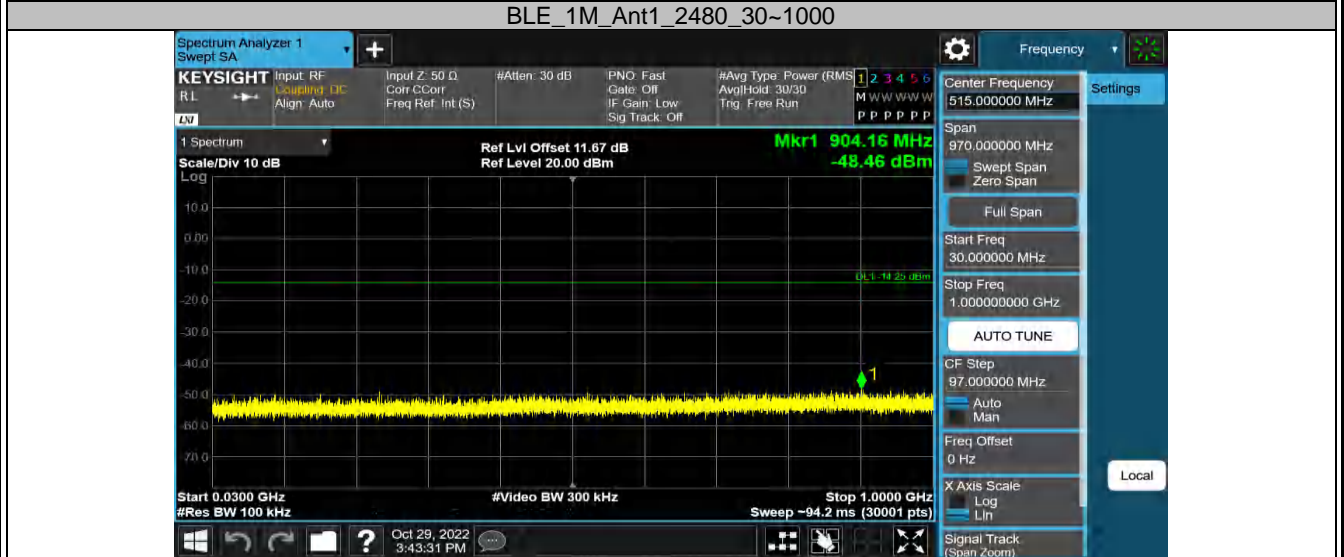 BLE_1M_Ant1_2480_30~1000
Spectrum Analyzer 1
Swept SA
+
Frequency
KEYSIGHT
RL
LXI
Input: RF
Coupling: DC
Align: Auto
Input Z: 50 Ω
Corr CCorr
Freq Ref: Int (S)
#Atten: 30 dB
PNO: Fast
Gate: Off
IF Gain: Low
Sig Track: Off
#Avg Type: Power (RMS
Avg|Hold: 30/30
Trig: Free Run
1 2 3 4 5 6
M W W W W W
P P P P P P
1 Spectrum
Scale/Div 10 dB
Ref Lvl Offset 11.67 dB
Ref Level 20.00 dBm
Mkr1 904.16 MHz
-48.46 dBm
Log
10.0
0.00
-10.0
DL1 -14.25 dBm
-20.0
-30.0
-40.0
1
-50.0
-60.0
-70.0
Start 0.0300 GHz
#Res BW 100 kHz
#Video BW 300 kHz
Stop 1.0000 GHz
Sweep ~94.2 ms (30001 pts)
?
Oct 29, 2022
3:43:31 PM
Center Frequency
515.000000 MHz
Settings
Span
970.000000 MHz
Swept Span
Zero Span
Full Span
Start Freq
30.000000 MHz
Stop Freq
1.000000000 GHz
AUTO TUNE
CF Step
97.000000 MHz
Auto
Man
Freq Offset
0 Hz
X Axis Scale
Log
Lin
Local
Signal Track
(Span Zoom)